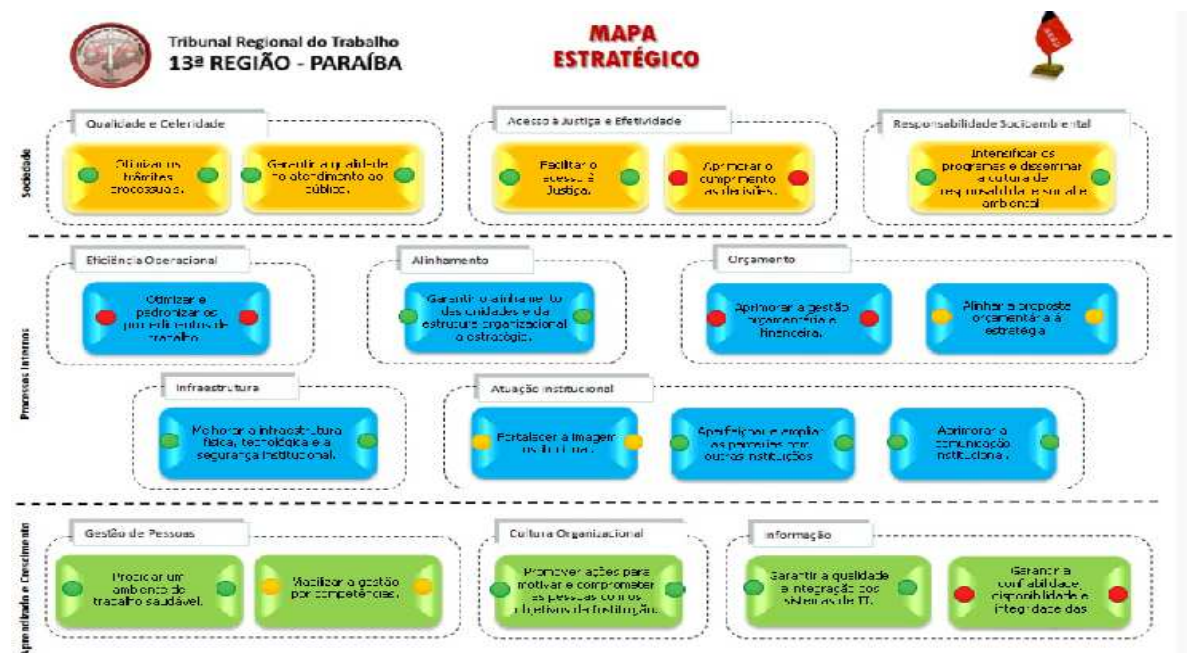 Tribunal Regional do Trabalho
13ª REGIÃO - PARAÍBA
MAPA
ESTRATÉGICO
Sociedade
Qualidade e Celeridade
Otimizar os
trâmites
processuais.
Garantir a qualidade
no atendimento ao
público.
Acesso à Justiça e Efetividade
Facilitar o
acesso à
Justiça.
Aprimorar o
cumprimento
das decisões.
Responsabilidade Socioambiental
Intensificar os
programas e disseminar
a cultura de
responsabilidade social e
ambiental
Processos Internos
Eficiência Operacional
Otimizar e
padronizar os
procedimentos de
trabalho
Alinhamento
Garantir o alinhamento
das unidades e da
estrutura organizacional
à estratégia.
Orçamento
Aprimorar a gestão
orçamentária e
financeira.
Alinhar a proposta
orçamentária à
estratégia
Infraestrutura
Melhorar a infraestrutura
física, tecnológica e a
segurança institucional.
Atuação Institucional
Fortalecer a imagem
institucional.
Aperfeiçoar e ampliar
as parcerias com
outras instituições
Aprimorar a
comunicação
institucional.
Aprendizado e Crescimento
Gestão de Pessoas
Propiciar um
ambiente de
trabalho saudável.
Viabilizar a gestão
por competências.
Cultura Organizacional
Promover ações para
motivar e comprometer
as pessoas com os
objetivos da Instituição.
Informação
Garantir a qualidade
e integração dos
sistemas de TI.
Garantir a
confiabilidade,
disponibilidade e
integridade das